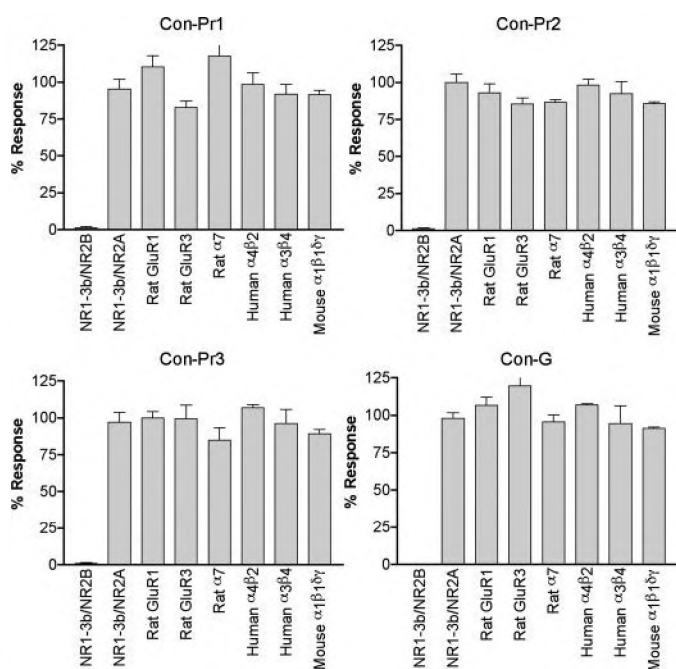 Con-Pr1
% Response
125
100
75
50
25
0
NR1-3b/NR2B
NR1-3b/NR2A
Rat GluR1
Rat GluR3
Rat α7
Human α4β2
Human α3β4
Mouse α1β1δγ
Con-Pr2
% Response
125
100
75
50
25
0
NR1-3b/NR2B
NR1-3b/NR2A
Rat GluR1
Rat GluR3
Rat α7
Human α4β2
Human α3β4
Mouse α1β1δγ
Con-Pr3
% Response
125
100
75
50
25
0
NR1-3b/NR2B
NR1-3b/NR2A
Rat GluR1
Rat GluR3
Rat α7
Human α4β2
Human α3β4
Mouse α1β1δγ
Con-G
% Response
125
100
75
50
25
0
NR1-3b/NR2B
NR1-3b/NR2A
Rat GluR1
Rat GluR3
Rat α7
Human α4β2
Human α3β4
Mouse α1β1δγ